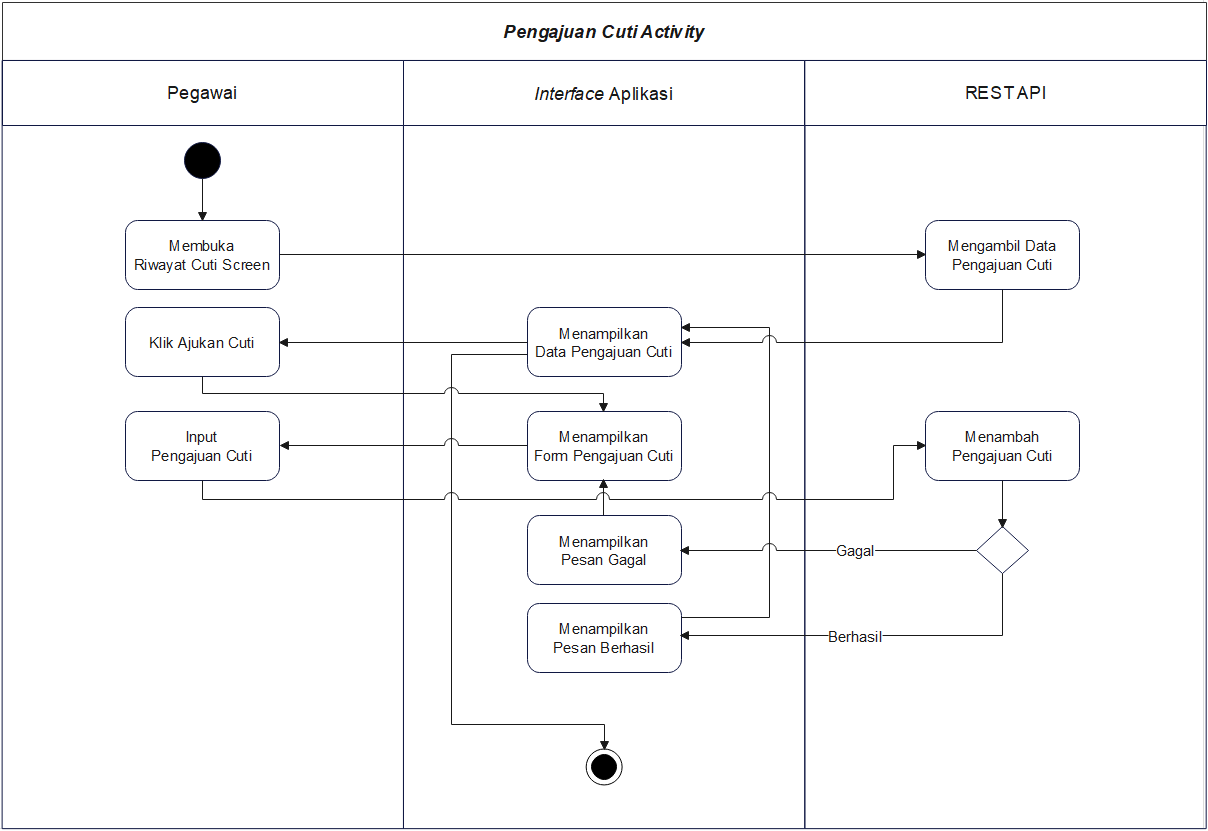 Pengajuan Cuti Activity
Pegawai
Interface Aplikasi
REST API
Membuka
Riwayat Cuti Screen
Mengambil Data
Pengajuan Cuti
Klik Ajukan Cuti
Menampilkan
Data Pengajuan Cuti
Input
Pengajuan Cuti
Menampilkan
Form Pengajuan Cuti
Menambah
Pengajuan Cuti
Menampilkan
Pesan Gagal
Gagal
Menampilkan
Pesan Berhasil
Berhasil